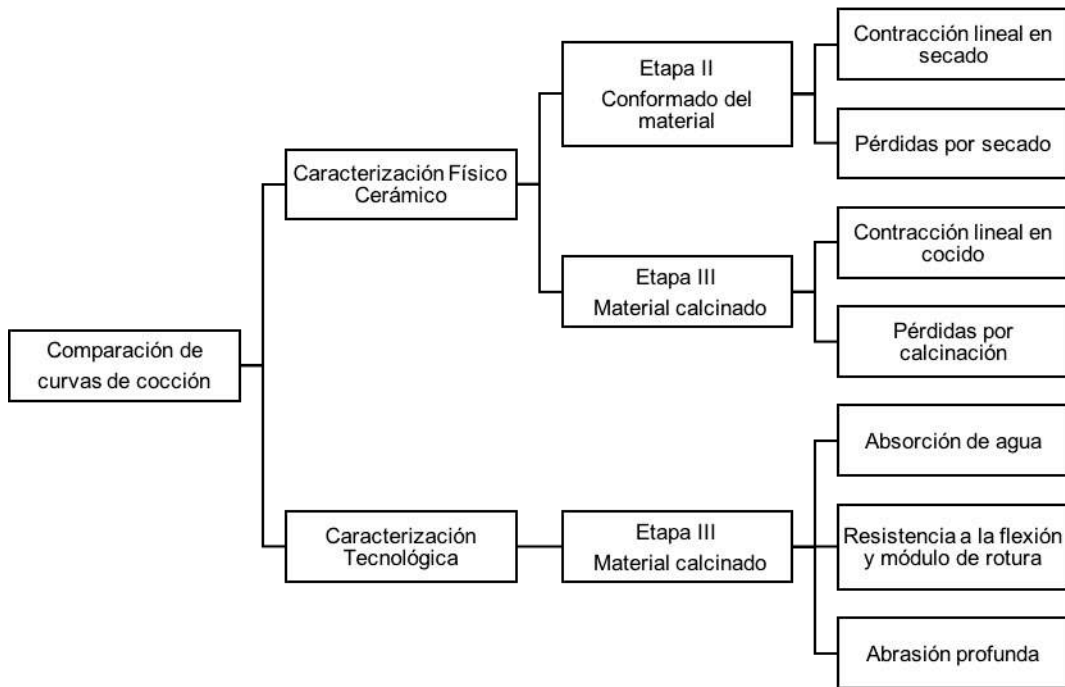 Comparación de
curvas de cocción
Caracterización Físico
Cerámico
Etapa II
Conformado del
material
Contracción lineal en
secado
Pérdidas por secado
Etapa III
Material calcinado
Contracción lineal en
cocido
Pérdidas por
calcinación
Caracterización
Tecnológica
Etapa III
Material calcinado
Absorción de agua
Resistencia a la flexión
y módulo de rotura
Abrasión profunda